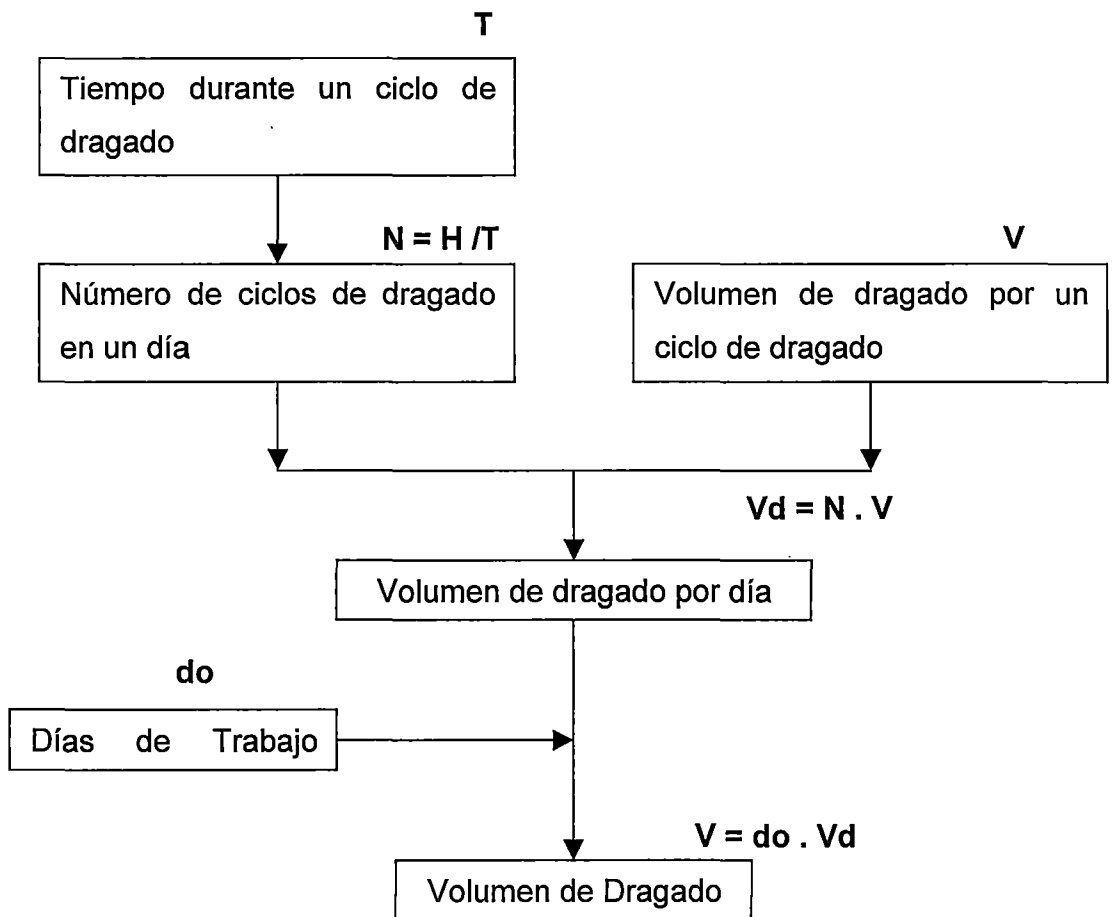 T
Tiempo durante un ciclo de
dragado
N = H /T
Número de ciclos de dragado
en un día
V
Volumen de dragado por un
ciclo de dragado
Vd = N . V
Volumen de dragado por día
do
Días de Trabajo
V = do . Vd
Volumen de Dragado